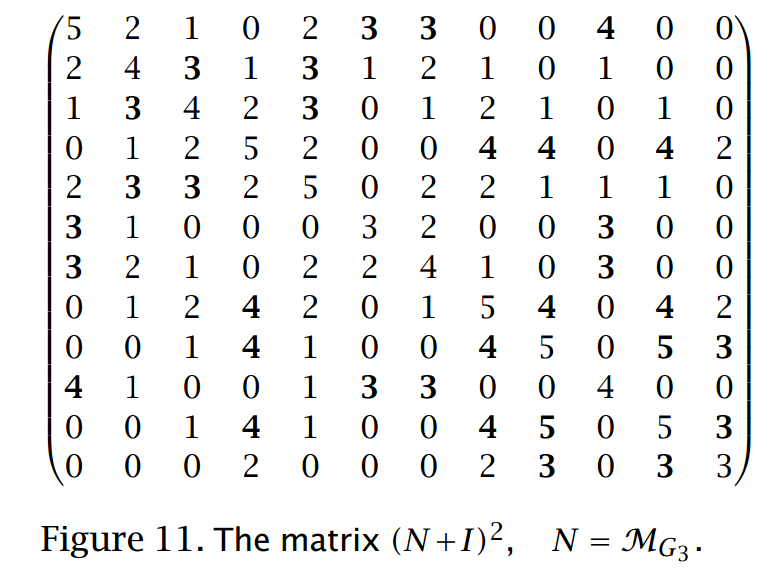 5 2 1 0 2 3 3 0 0 4 0 0
2 4 3 1 3 1 2 1 0 1 0 0
1 3 4 2 3 0 1 2 1 0 1 0
0 1 2 5 2 0 0 4 4 0 4 2
2 3 3 2 5 0 2 2 1 1 1 0
3 1 0 0 0 3 2 0 0 3 0 0
3 2 1 0 2 2 4 1 0 3 0 0
0 1 2 4 2 0 1 5 4 0 4 2
0 0 1 4 1 0 0 4 5 0 5 3
4 1 0 0 1 3 3 0 0 4 0 0
0 0 1 4 1 0 0 4 5 0 5 3
0 0 0 2 0 0 0 2 3 0 3 3
Figure 11. The matrix (N+I)², N = ℳ_G₃.